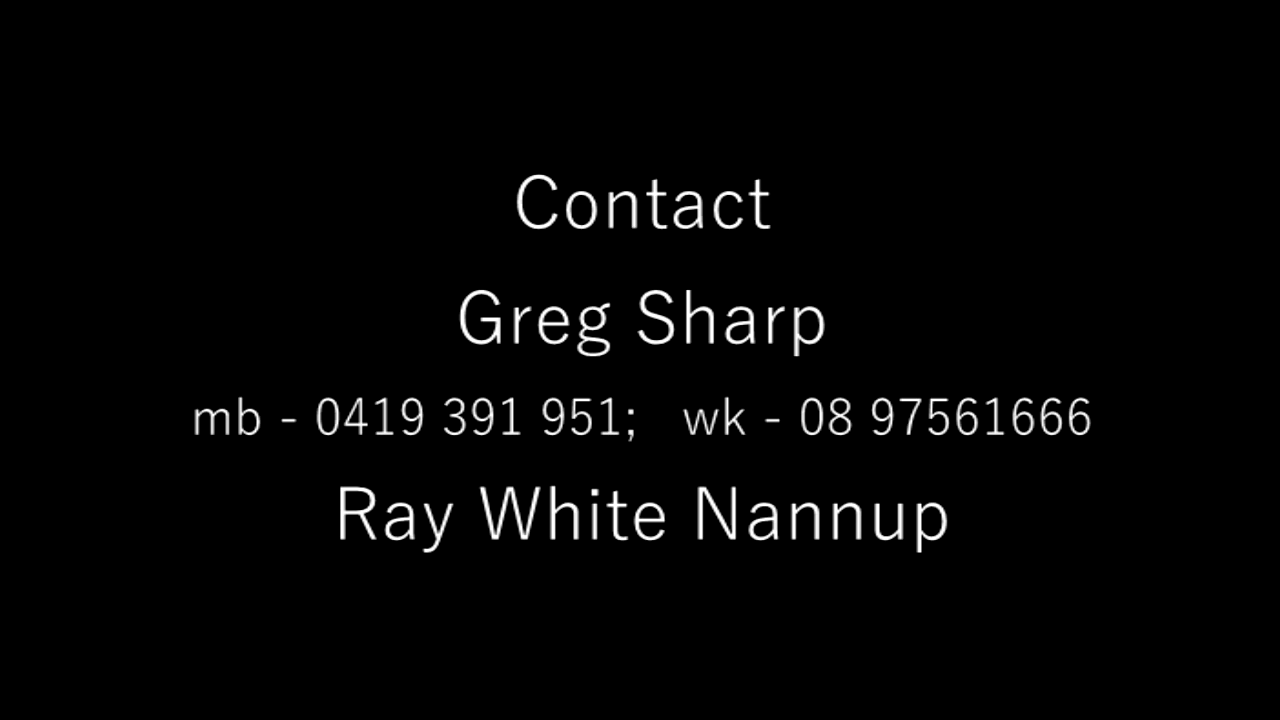 Contact
Greg Sharp
mb - 0419 391 951;   wk - 08 97561666
Ray White Nannup